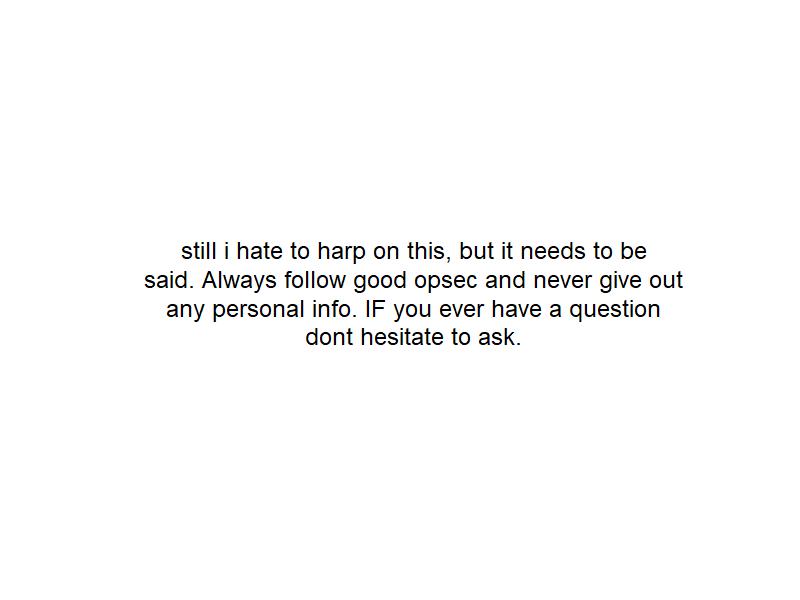 still i hate to harp on this, but it needs to be
said. Always follow good opsec and never give out
any personal info. IF you ever have a question
dont hesitate to ask.